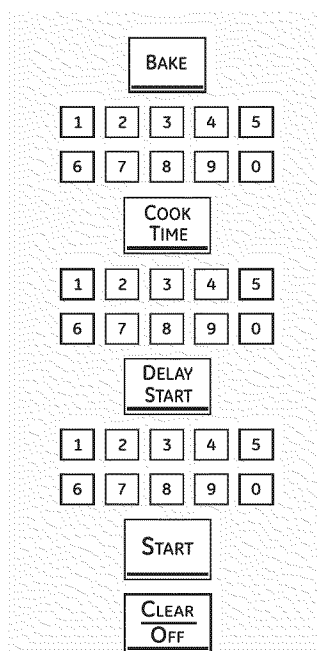 BAKE
1 2 3 4 5
6 7 8 9 0
COOK
TIME
1 2 3 4 5
6 7 8 9 0
DELAY
START
1 2 3 4 5
6 7 8 9 0
START
CLEAR
OFF